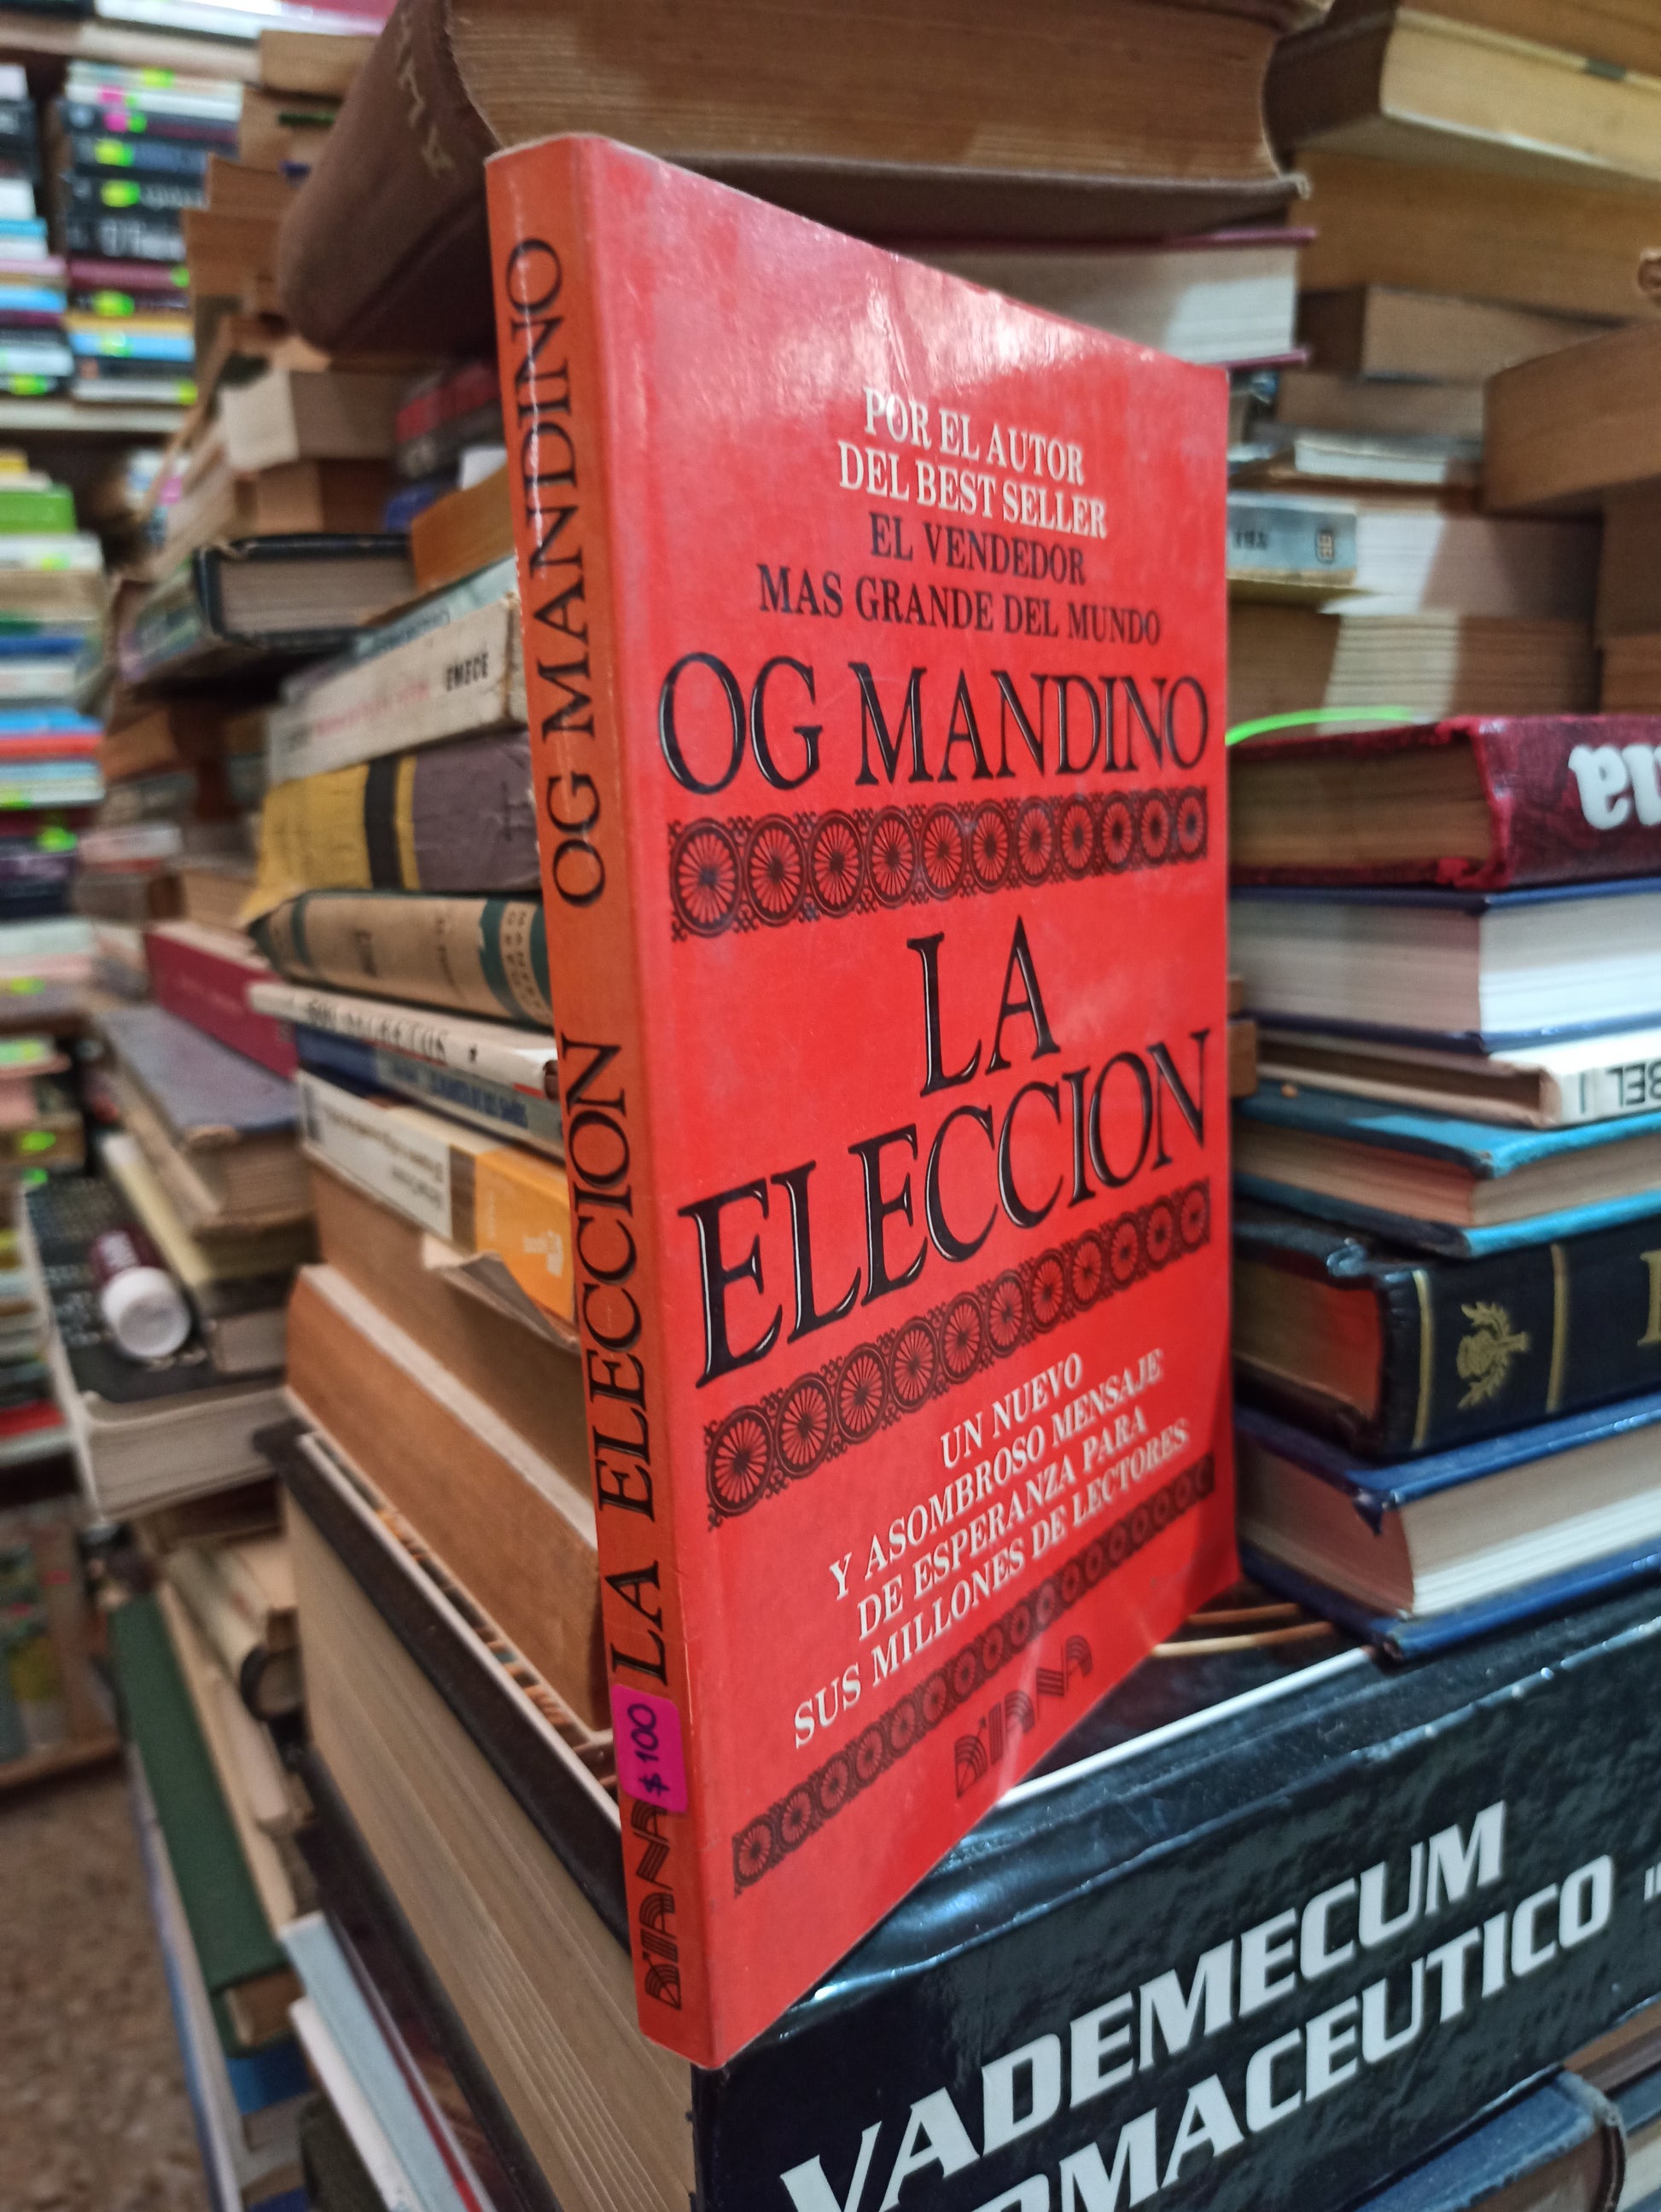 POR EL AUTOR
DEL BEST SELLER
EL VENDEDOR
MAS GRANDE DEL MUNDO
OG MANDINO
LA
ELECCION
UN NUEVO
Y ASOMBROSO MENSAJE
DE ESPERANZA PARA
SUS MILLONES DE LECTORES
DIANA
OG MANDINO
LA ELECCION
$100
DIANA
EMECE
VADEMECUM